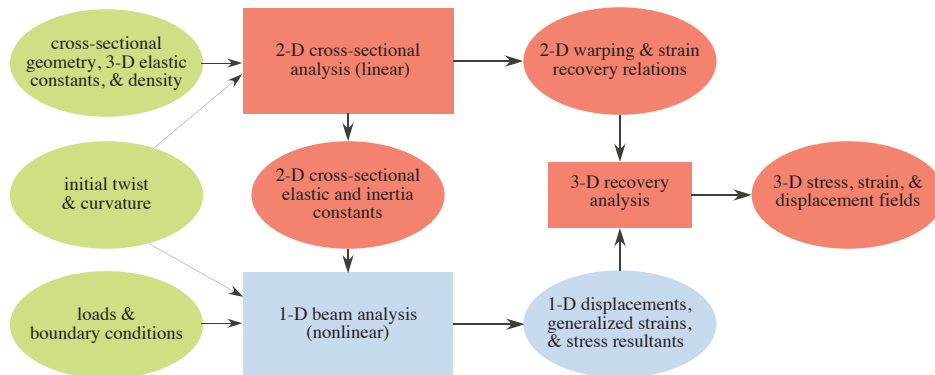 cross-sectional
geometry, 3-D elastic
constants, & density
2-D cross-sectional
analysis (linear)
2-D warping & strain
recovery relations
initial twist
& curvature
2-D cross-sectional
elastic and inertia
constants
3-D recovery
analysis
3-D stress, strain, &
displacement fields
loads &
boundary conditions
1-D beam analysis
(nonlinear)
1-D displacements,
generalized strains,
& stress resultants